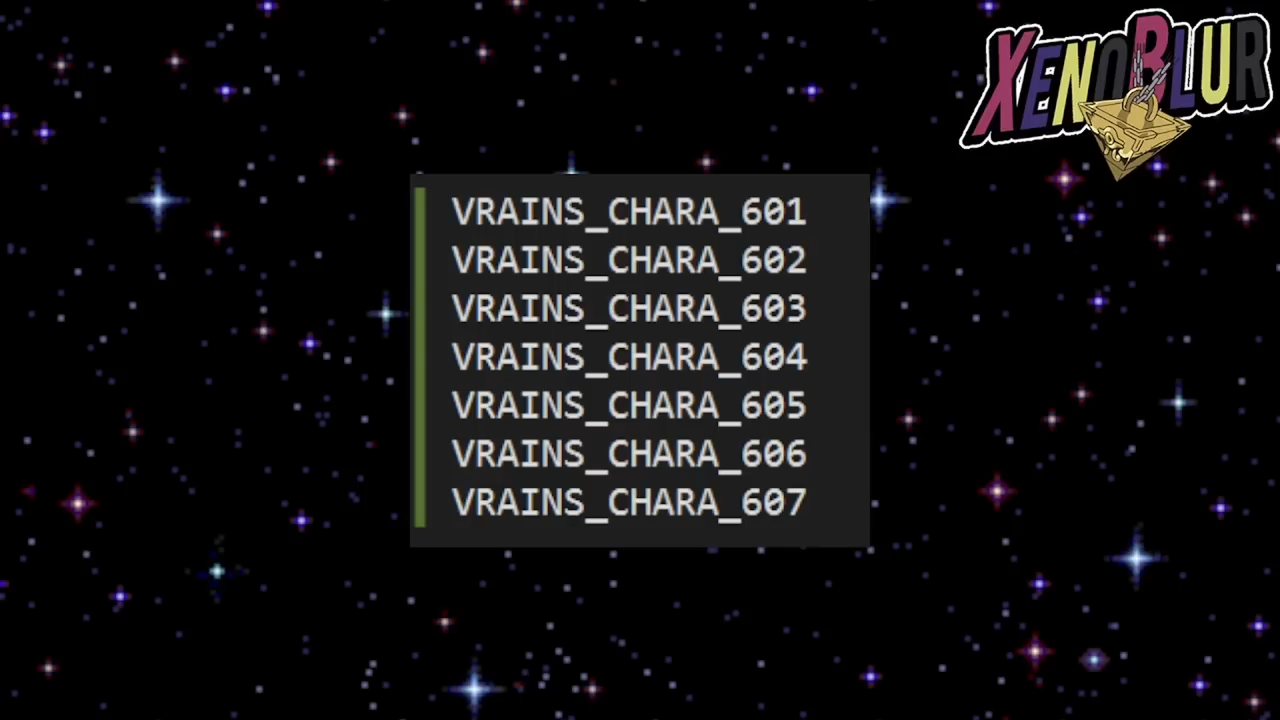 XENOBLUR
VRAINS_CHARA_601
VRAINS_CHARA_602
VRAINS_CHARA_603
VRAINS_CHARA_604
VRAINS_CHARA_605
VRAINS_CHARA_606
VRAINS_CHARA_607